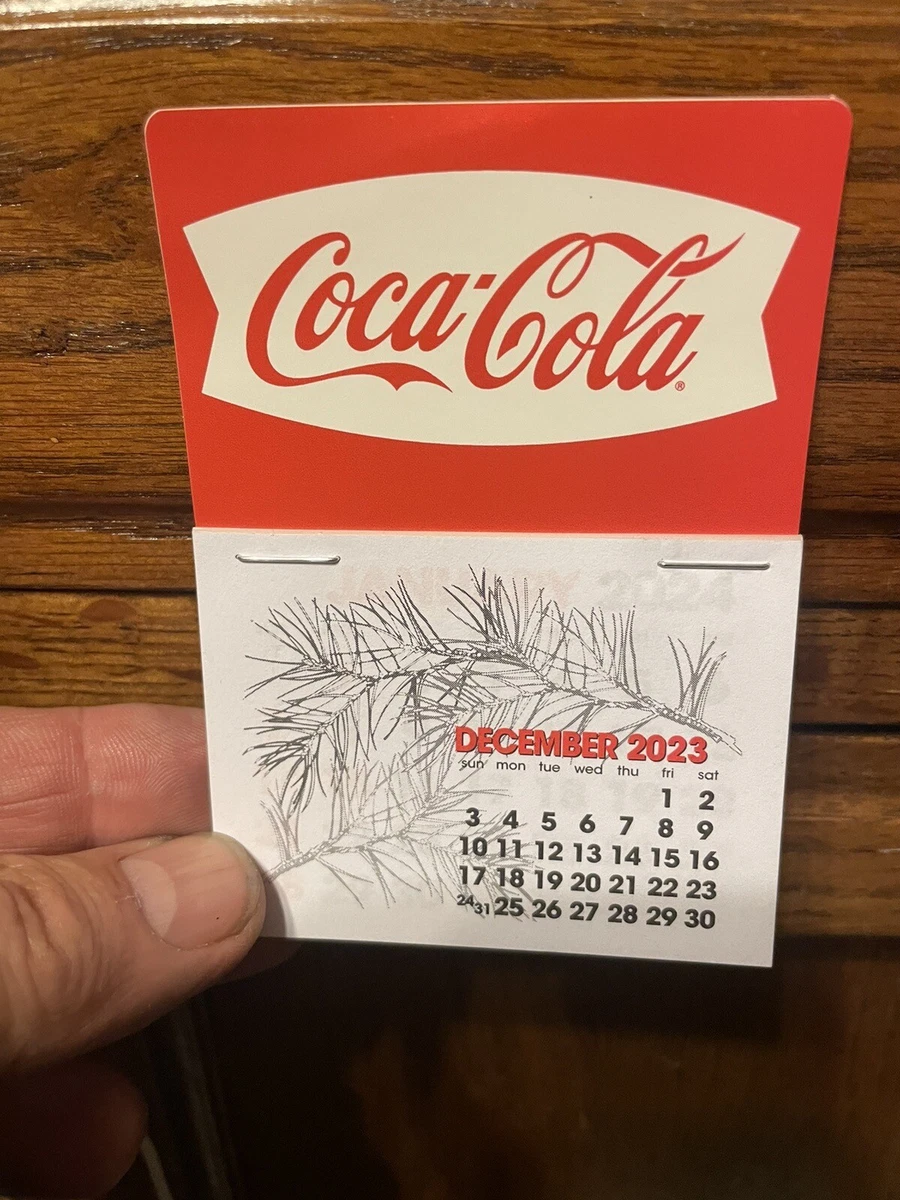 Coca-Cola®
DECEMBER 2023
sun mon tue wed thu fri sat
1 2
3 4 5 6 7 8 9
10 11 12 13 14 15 16
17 18 19 20 21 22 23
24/31 25 26 27 28 29 30